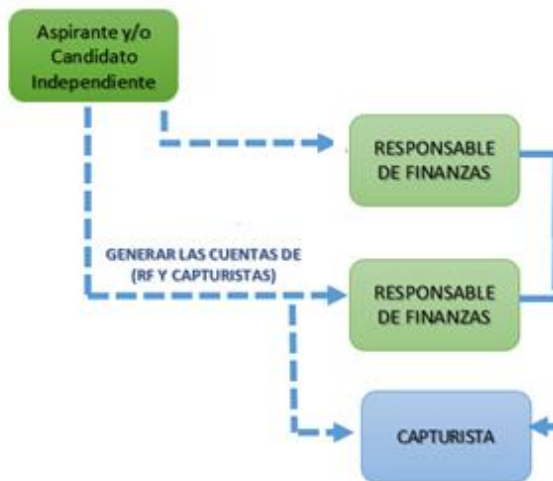 Aspirante y/o
Candidato
Independiente
RESPONSABLE
DE FINANZAS
GENERAR LAS CUENTAS DE
(RF Y CAPTURISTAS)
RESPONSABLE
DE FINANZAS
CAPTURISTA